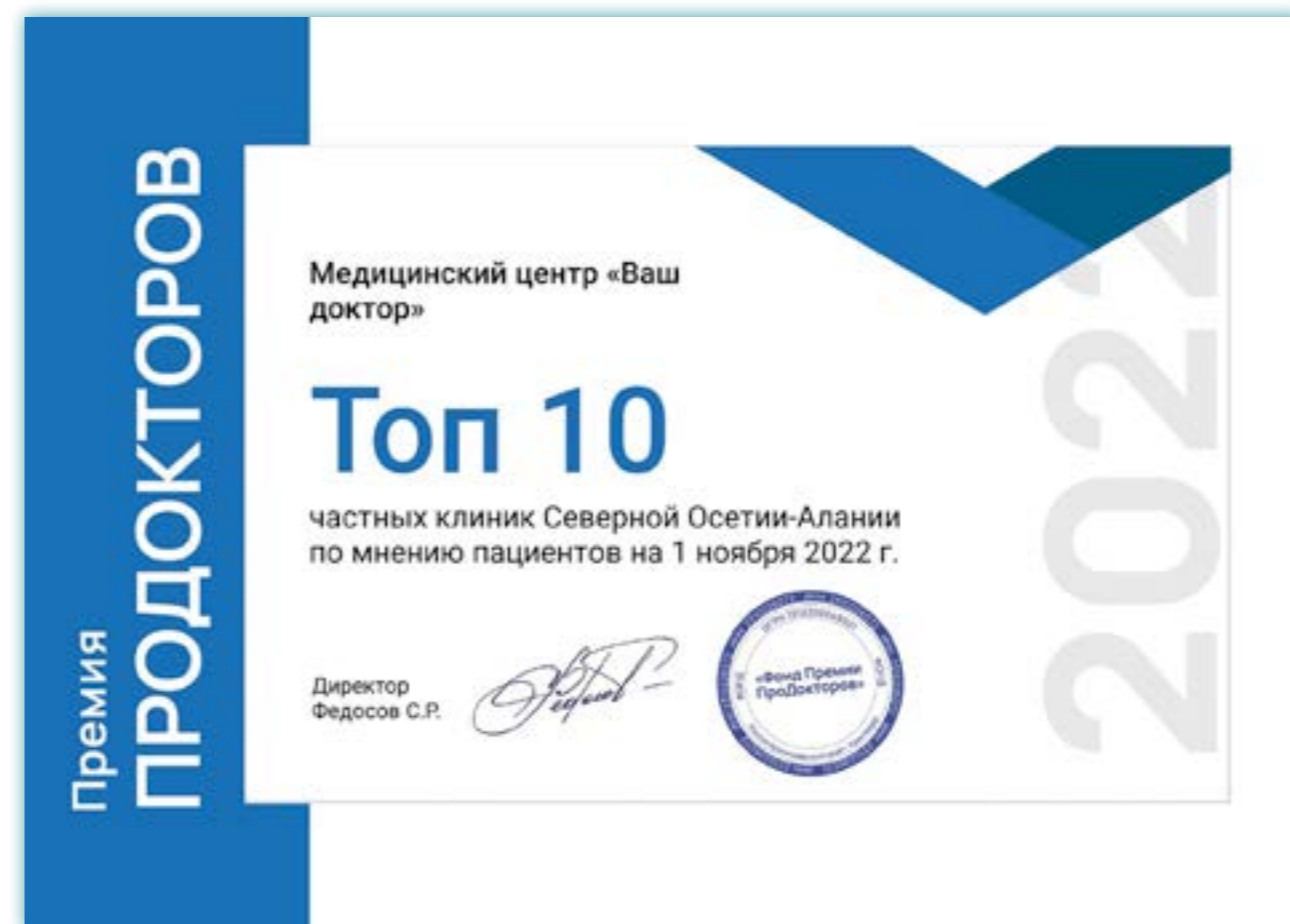 Премия
ПРОДОКТОРОВ
Медицинский центр «Ваш
доктор»
Топ 10
частных клиник Северной Осетии-Алании
по мнению пациентов на 1 ноября 2022 г.
Директор
Федосов С.Р.
«Фонд Премии
ПроДокторов»
2022